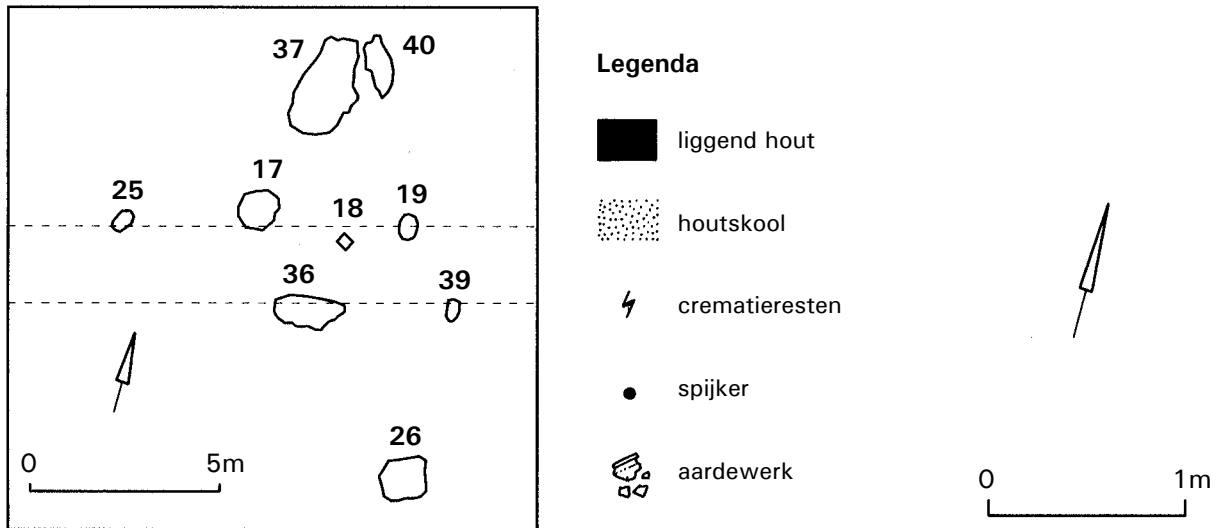 37
40
17
25
18
19
36
39
26
0 5m
Legenda
liggend hout
houtskool
crematieresten
spijker
aardewerk
0 1m